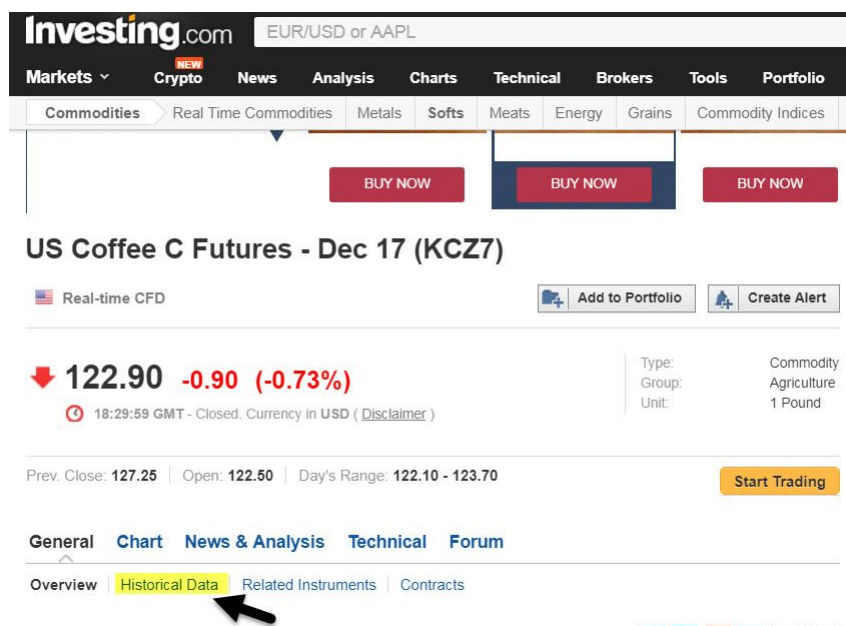 Investing.com EUR/USD or AAPL
NEW
Markets Crypto News Analysis Charts Technical Brokers Tools Portfolio
Commodities Real Time Commodities Metals Softs Meats Energy Grains Commodity Indices
BUY NOW BUY NOW BUY NOW
US Coffee C Futures - Dec 17 (KCZ7)
Real-time CFD Add to Portfolio Create Alert
122.90 -0.90 (-0.73%)
18:29:59 GMT - Closed. Currency in USD ( Disclaimer )
Type: Commodity
Group: Agriculture
Unit: 1 Pound
Prev. Close: 127.25 Open: 122.50 Day's Range: 122.10 - 123.70 Start Trading
General Chart News & Analysis Technical Forum
Overview Historical Data Related Instruments Contracts